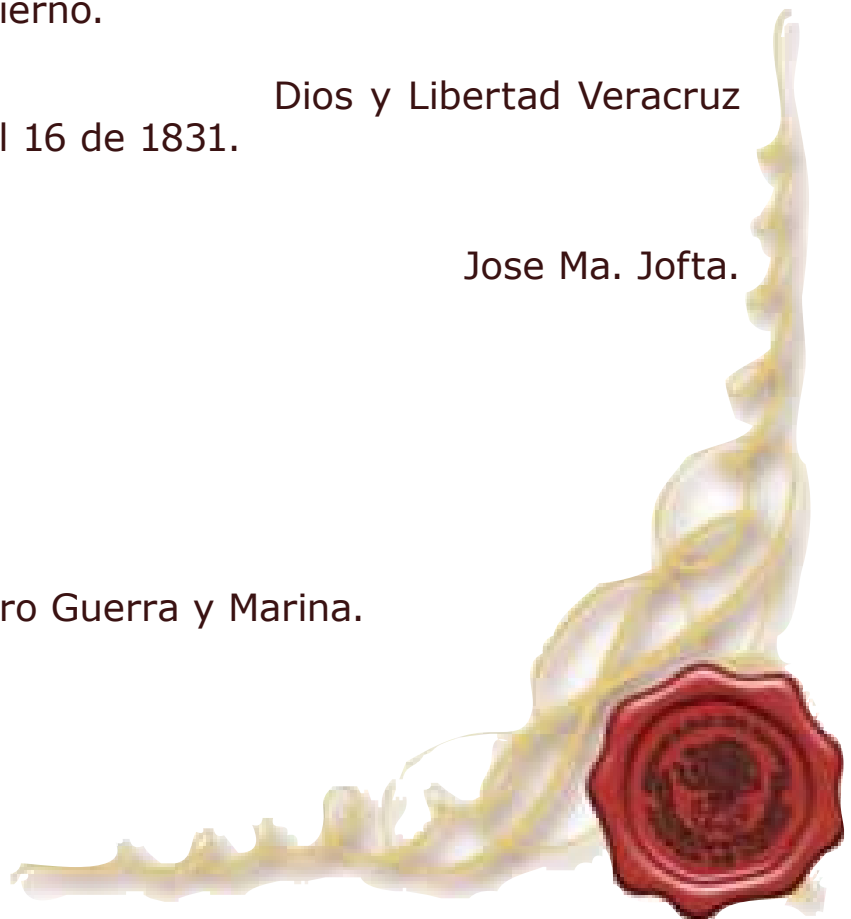 ierno.
Dios y Libertad Veracruz
l 16 de 1831.
Jose Ma. Jofta.
ro Guerra y Marina.